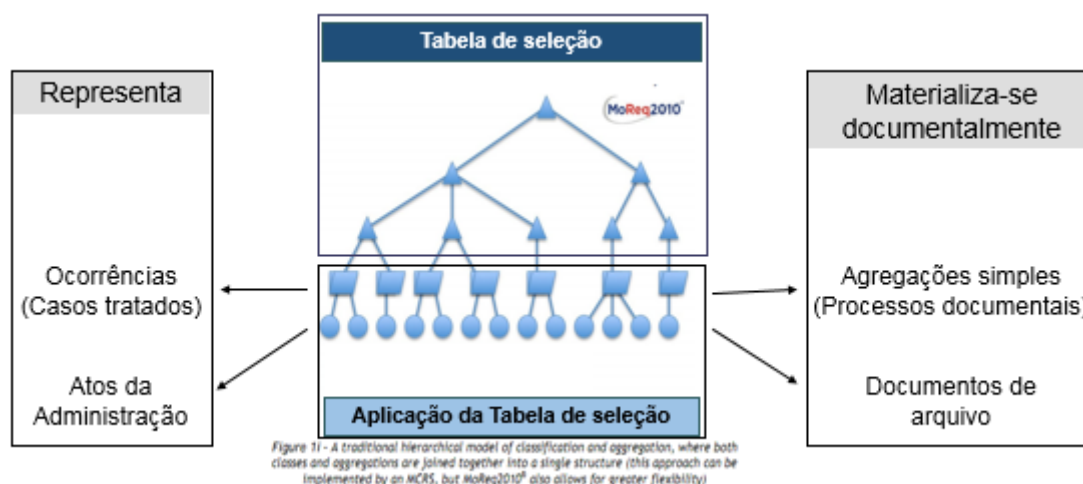 Tabela de seleção
Representa
Ocorrências
(Casos tratados)
Atos da
Administração
MoReq2010®
Materializa-se
documentalmente
Agregações simples
(Processos documentais)
Documentos de
arquivo
Aplicação da Tabela de seleção
Figure 1i - A traditional hierarchical model of classification and aggregation, where both
classes and aggregations are joined together into a single structure (this approach can be
implemented by an MCRS, but MoReq2010® also allows for greater flexibility)